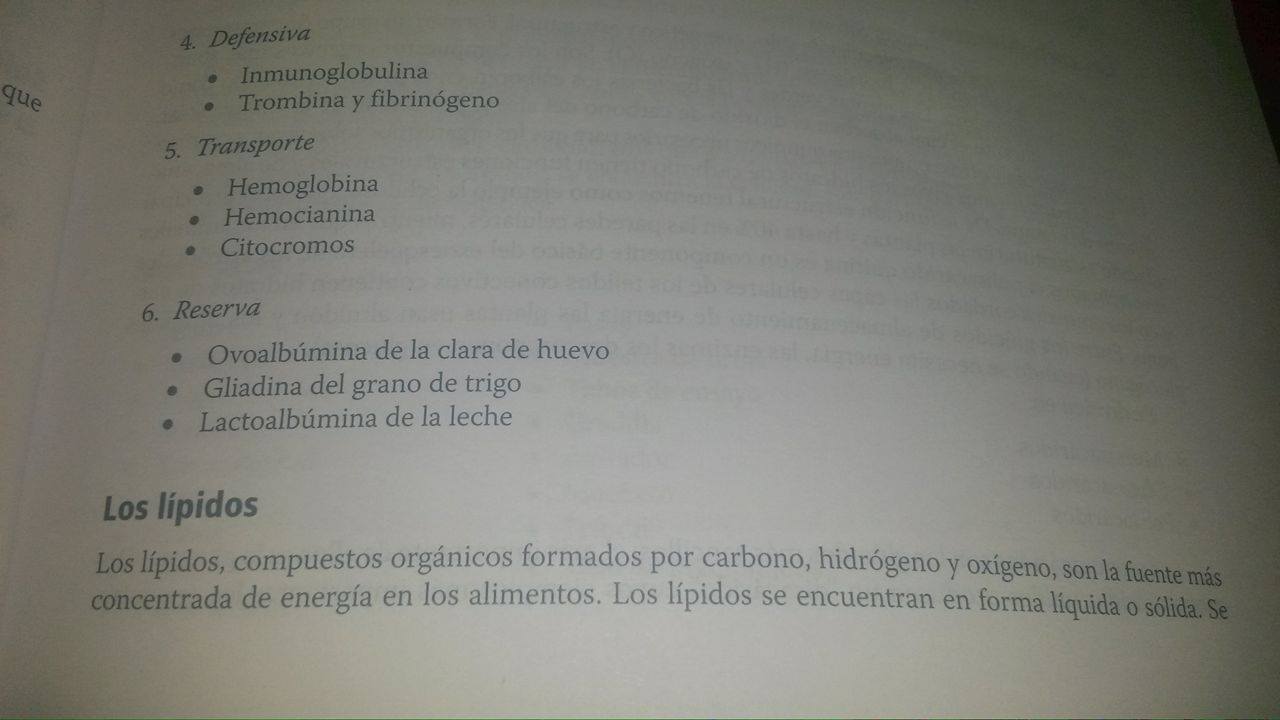 4. Defensiva
• Inmunoglobulina
• Trombina y fibrinógeno
que
5. Transporte
• Hemoglobina
• Hemocianina
• Citocromos
6. Reserva
• Ovoalbúmina de la clara de huevo
• Gliadina del grano de trigo
• Lactoalbúmina de la leche
Los lípidos
Los lípidos, compuestos orgánicos formados por carbono, hidrógeno y oxígeno, son la fuente más
concentrada de energía en los alimentos. Los lípidos se encuentran en forma líquida o sólida. Se